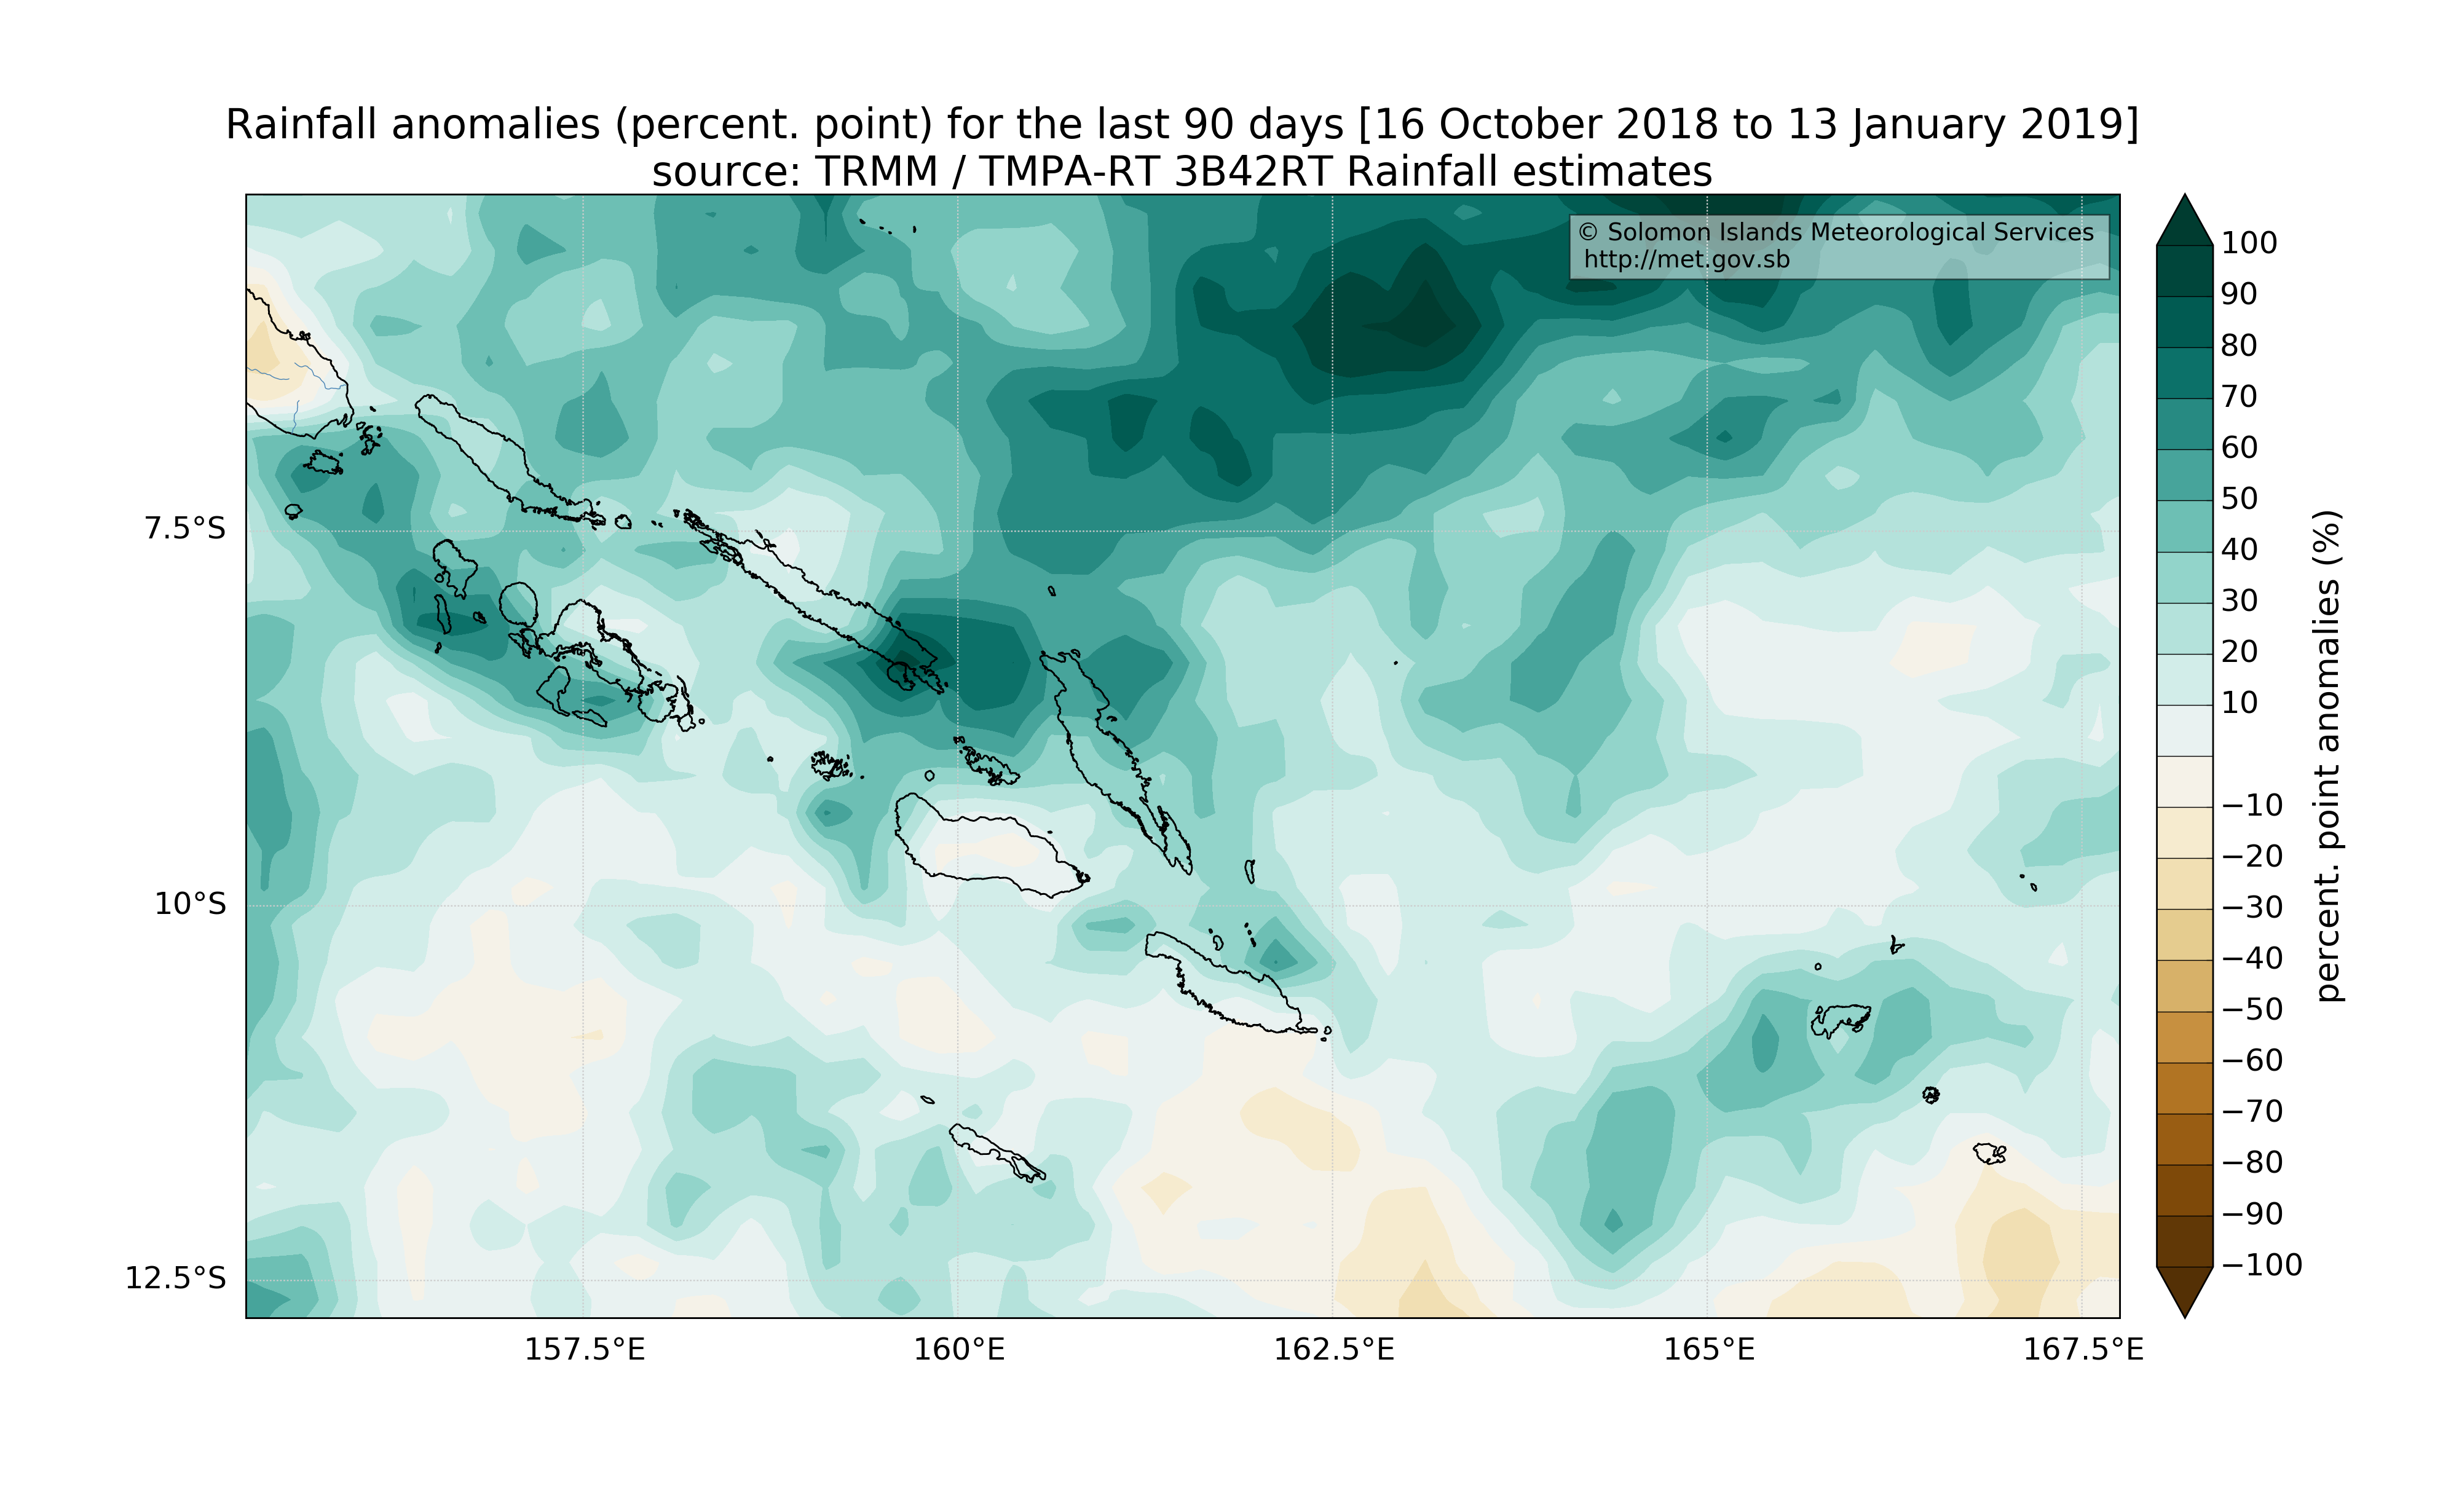 Rainfall anomalies (percent. point) for the last 90 days [16 October 2018 to 13 January 2019]
source: TRMM / TMPA-RT 3B42RT Rainfall estimates
© Solomon Islands Meteorological Services
http://met.gov.sb
7.5°S
10°S
12.5°S
157.5°E
160°E
162.5°E
165°E
167.5°E
100
90
80
70
60
50
40
30
20
10
−10
−20
−30
−40
−50
−60
−70
−80
−90
−100
percent. point anomalies (%)